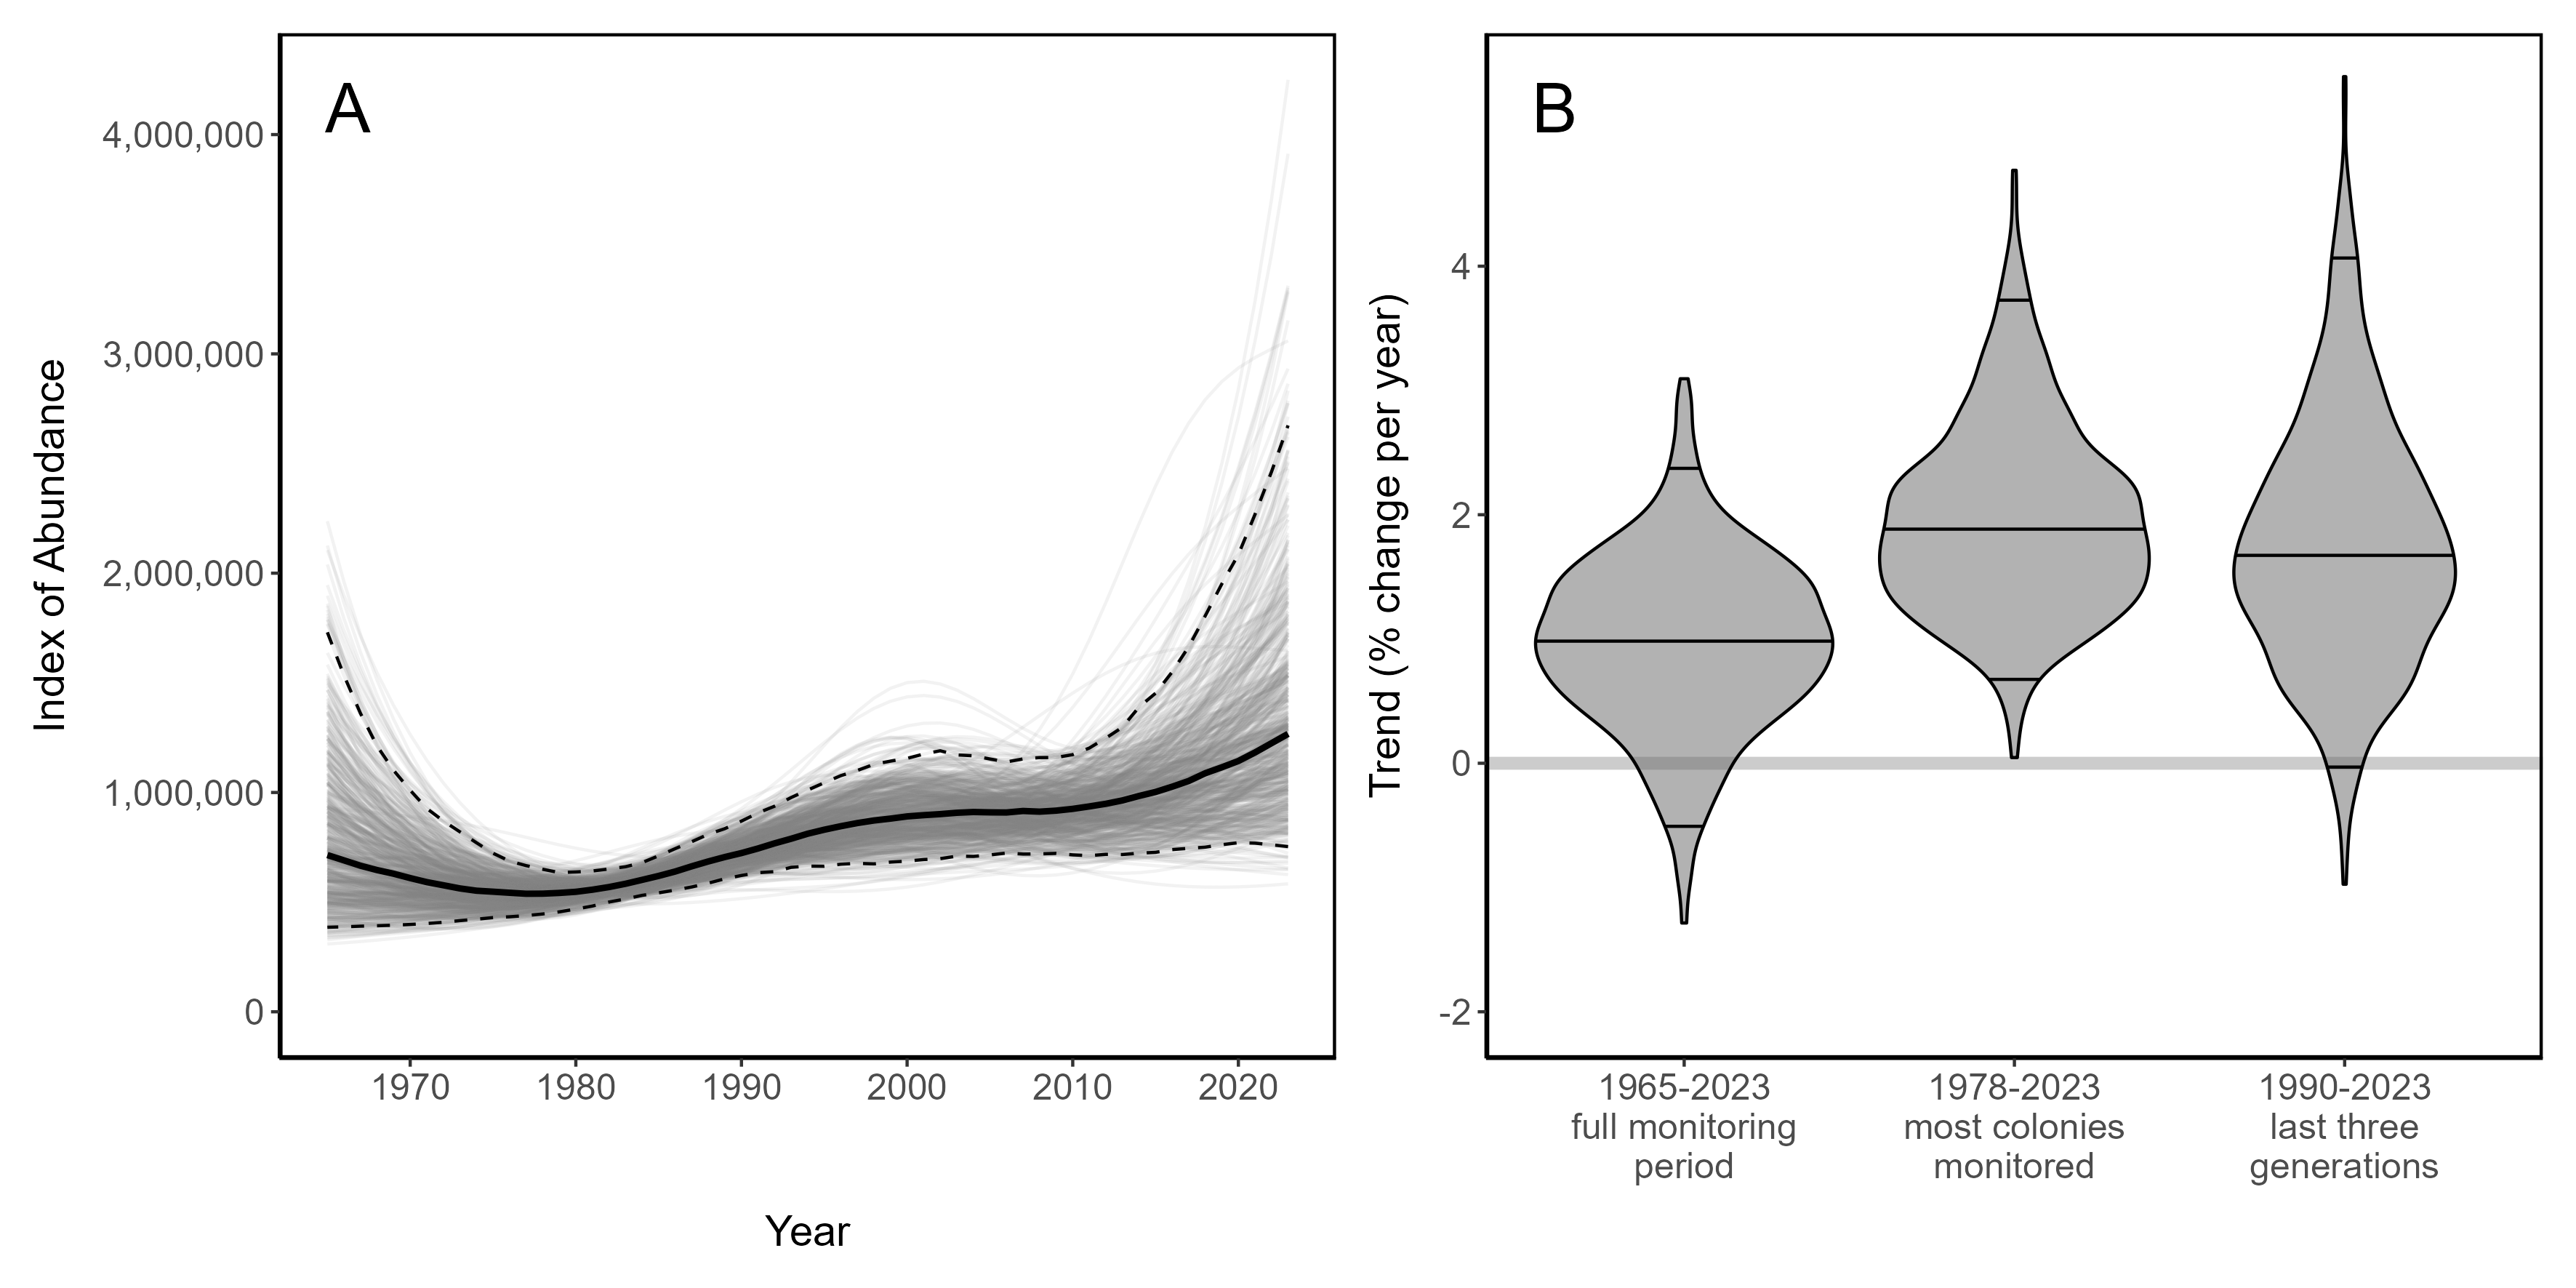 A
Index of Abundance
4,000,000
3,000,000
2,000,000
1,000,000
0
1970 1980 1990 2000 2010 2020
Year
B
Trend (% change per year)
4
2
0
-2
1965-2023
full monitoring
period
1978-2023
most colonies
monitored
1990-2023
last three
generations